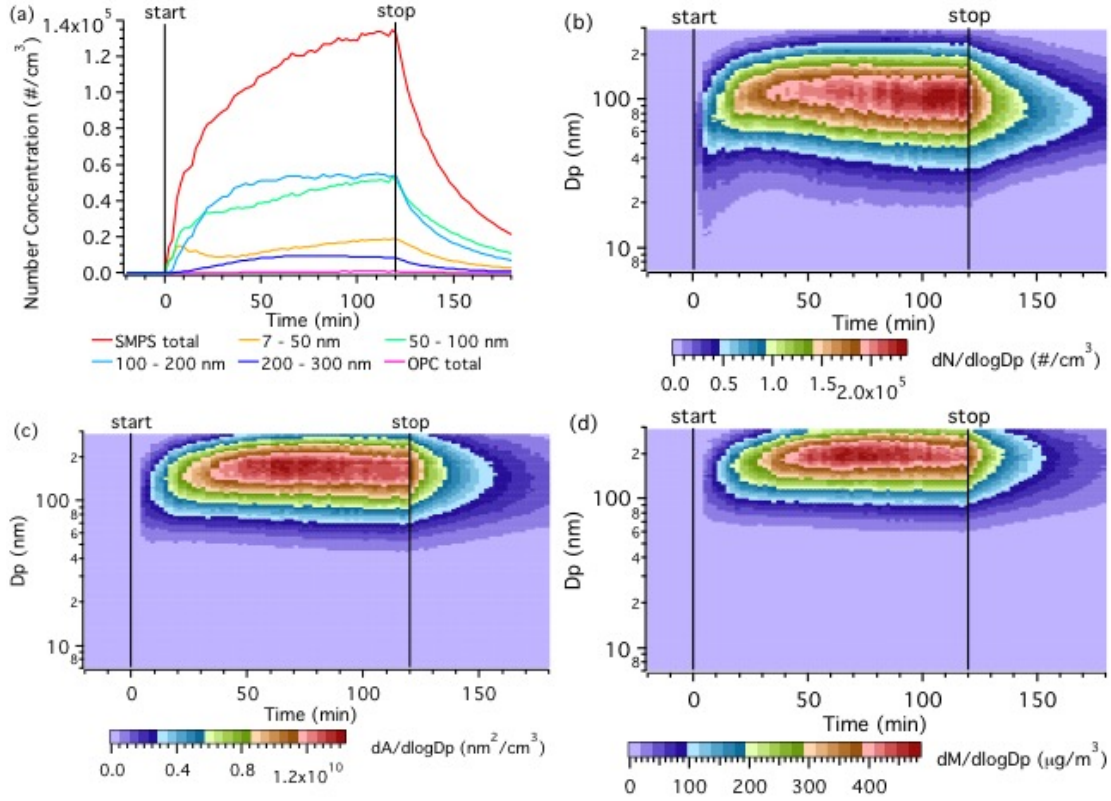 (a)
start
stop
1.4x10^5
1.2
1.0
0.8
0.6
0.4
0.2
0.0
Number Concentration (#/cm^3)
0
50
100
150
Time (min)
SMPS total
7 - 50 nm
50 - 100 nm
100 - 200 nm
200 - 300 nm
OPC total
(b)
start
stop
2
100
8
6
4
2
10
8
Dp (nm)
0
50
100
150
Time (min)
dN/dlogDp (#/cm^3)
0.0
0.5
1.0
1.5
2.0x10^5
(c)
start
stop
2
100
8
6
4
2
10
8
Dp (nm)
0
50
100
150
Time (min)
dA/dlogDp (nm^2/cm^3)
0.0
0.4
0.8
1.2x10^10
(d)
start
stop
2
100
8
6
4
2
10
8
Dp (nm)
0
50
100
150
Time (min)
dM/dlogDp (μg/m^3)
0
100
200
300
400